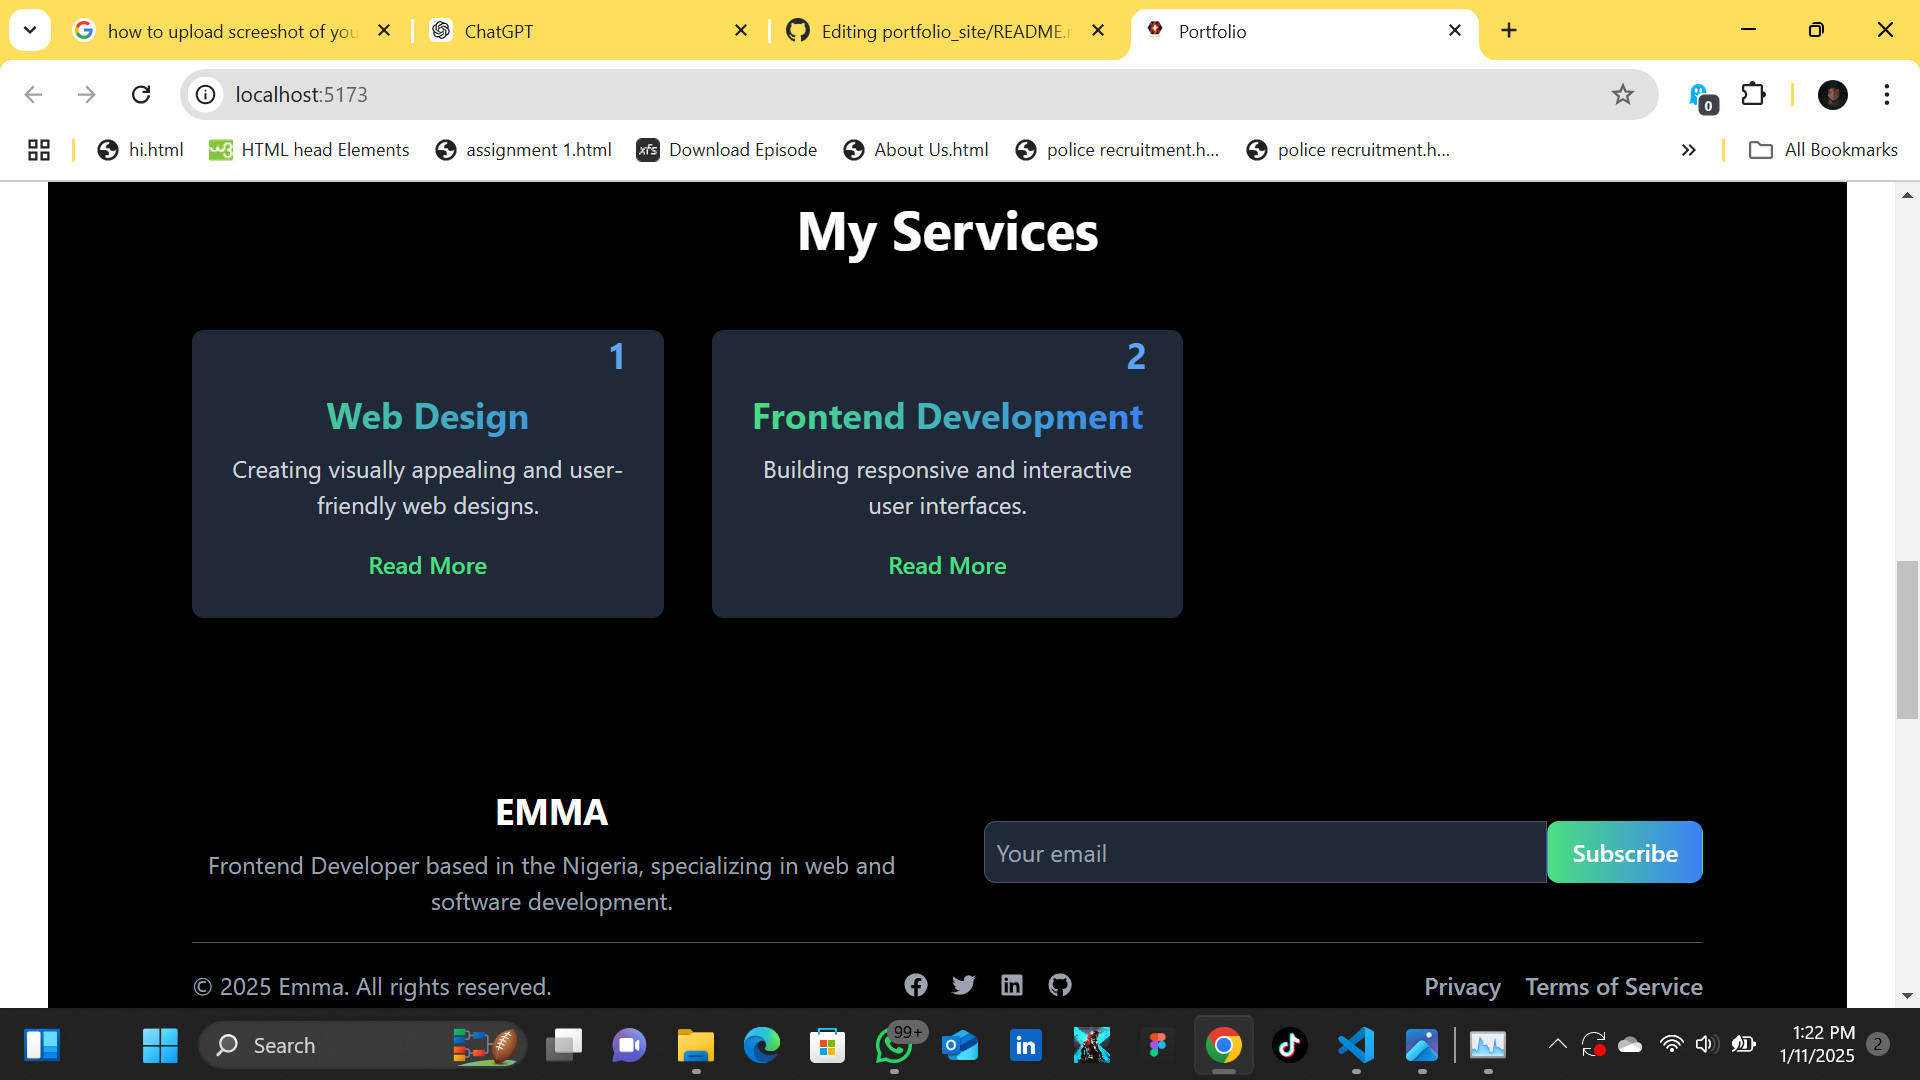 how to upload screeshot of you
ChatGPT
Editing portfolio_site/README.m
Portfolio
localhost:5173
0
hi.html
HTML head Elements
assignment 1.html
xfs
Download Episode
About Us.html
police recruitment.h...
police recruitment.h...
All Bookmarks
My Services
1
Web Design
Creating visually appealing and user-
friendly web designs.
Read More
2
Frontend Development
Building responsive and interactive
user interfaces.
Read More
EMMA
Frontend Developer based in the Nigeria, specializing in web and
software development.
Your email
Subscribe
© 2025 Emma. All rights reserved.
Privacy
Terms of Service
Search
99+
1:22 PM
1/11/2025
2